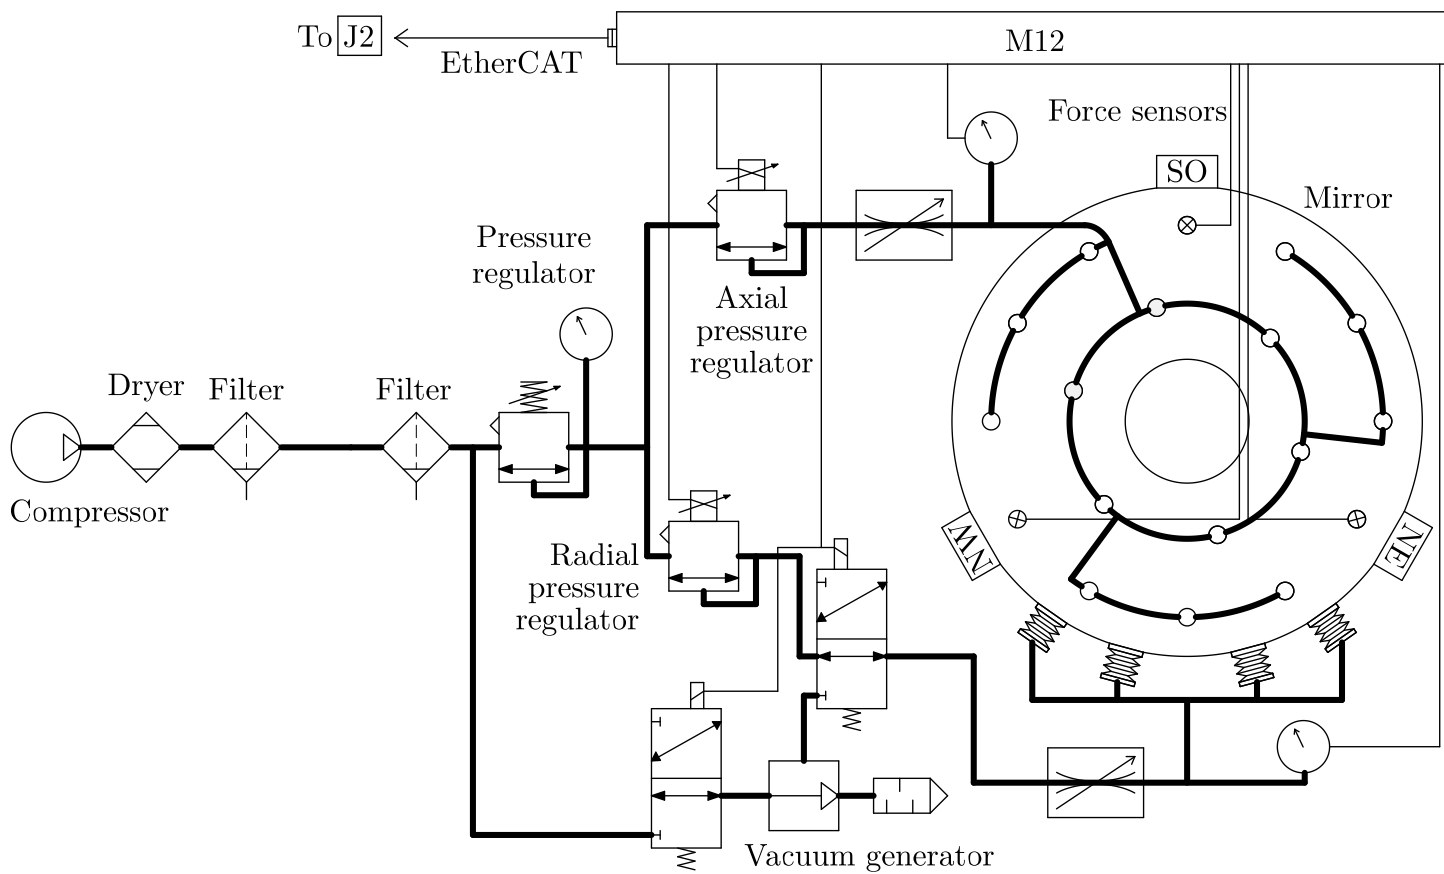 To J2
EtherCAT
M12
Force sensors
SO
Mirror
Pressure
regulator
Axial
pressure
regulator
Dryer
Filter
Filter
Compressor
NW
NE
Radial
pressure
regulator
Vacuum generator